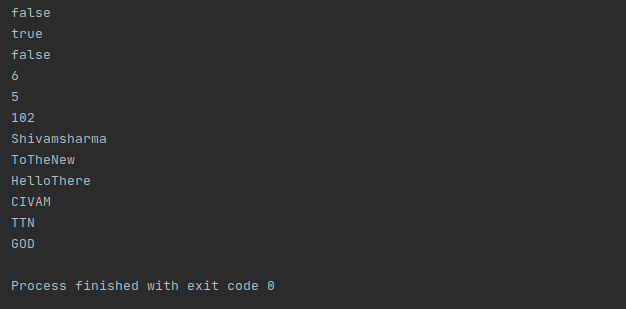 false
true
false
6
5
102
Shivamsharma
ToTheNew
HelloThere
CIVAM
TTN
GOD
Process finished with exit code 0